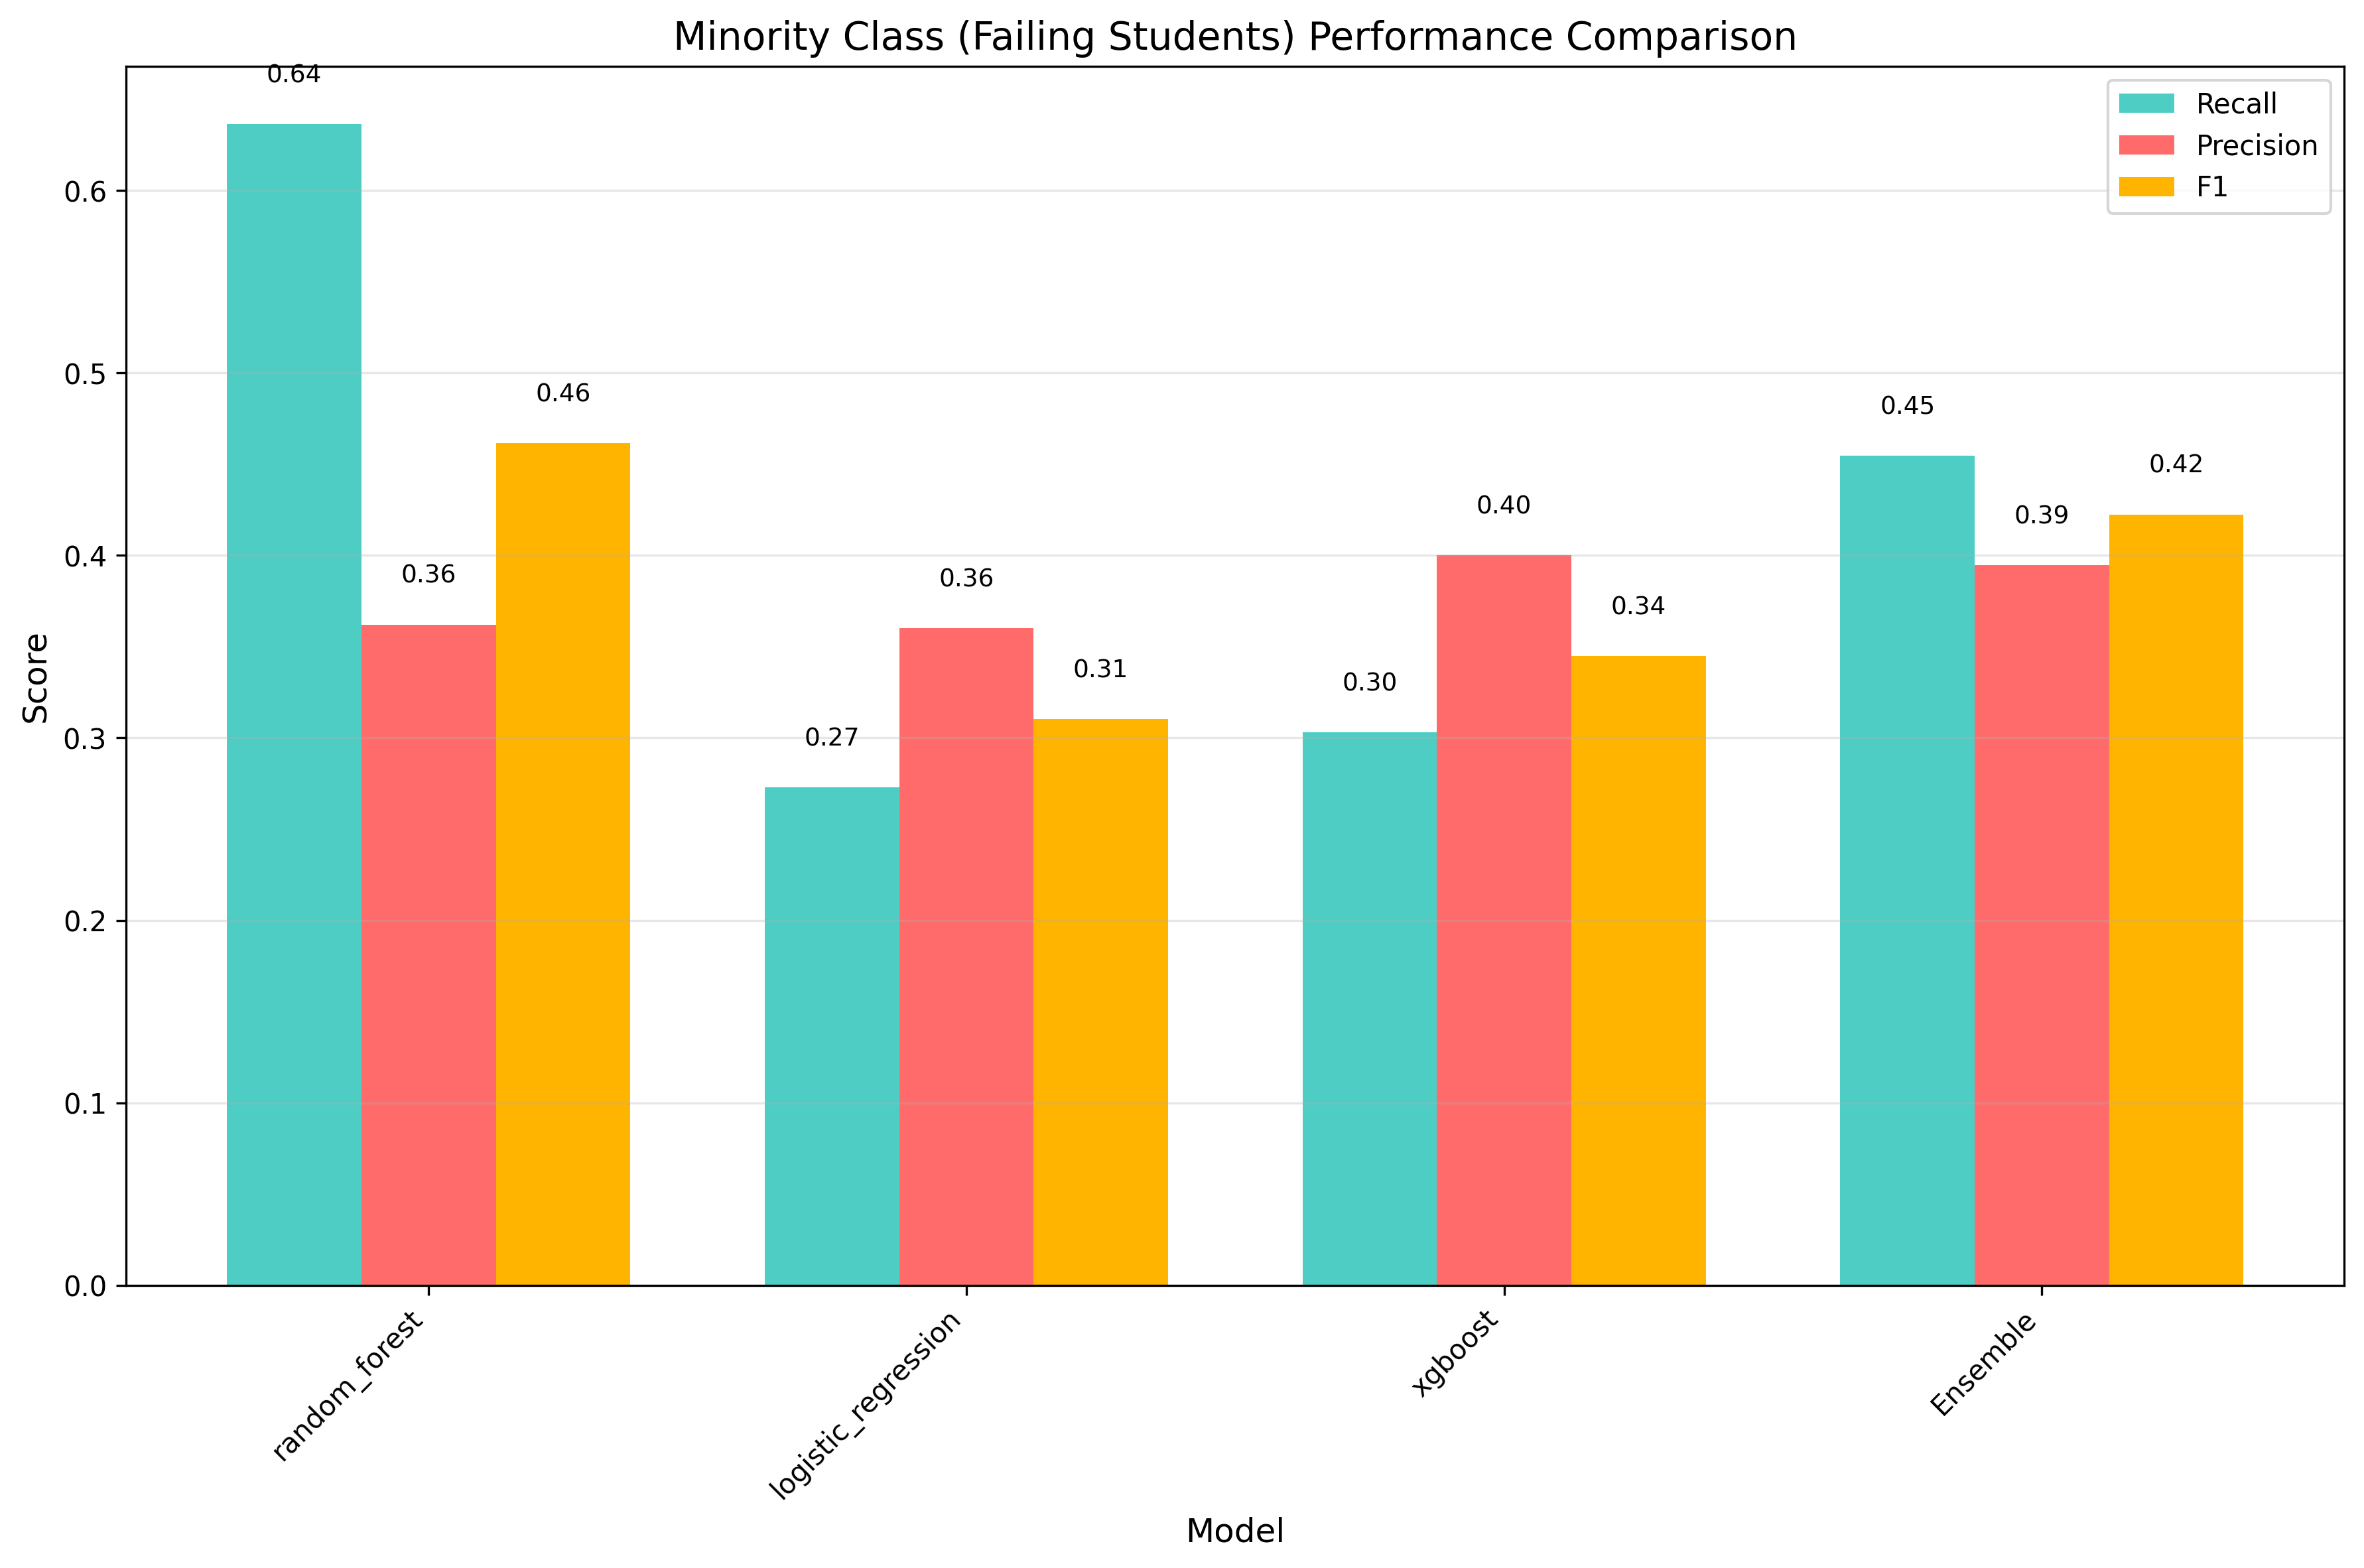 Minority Class (Failing Students) Performance Comparison
0.64
Recall
Precision
F1
0.6
0.5
0.4
0.3
0.2
0.1
0.0
Score
0.36
0.46
0.27
0.36
0.31
0.30
0.40
0.34
0.45
0.39
0.42
random_forest
logistic_regression
xgboost
Ensemble
Model